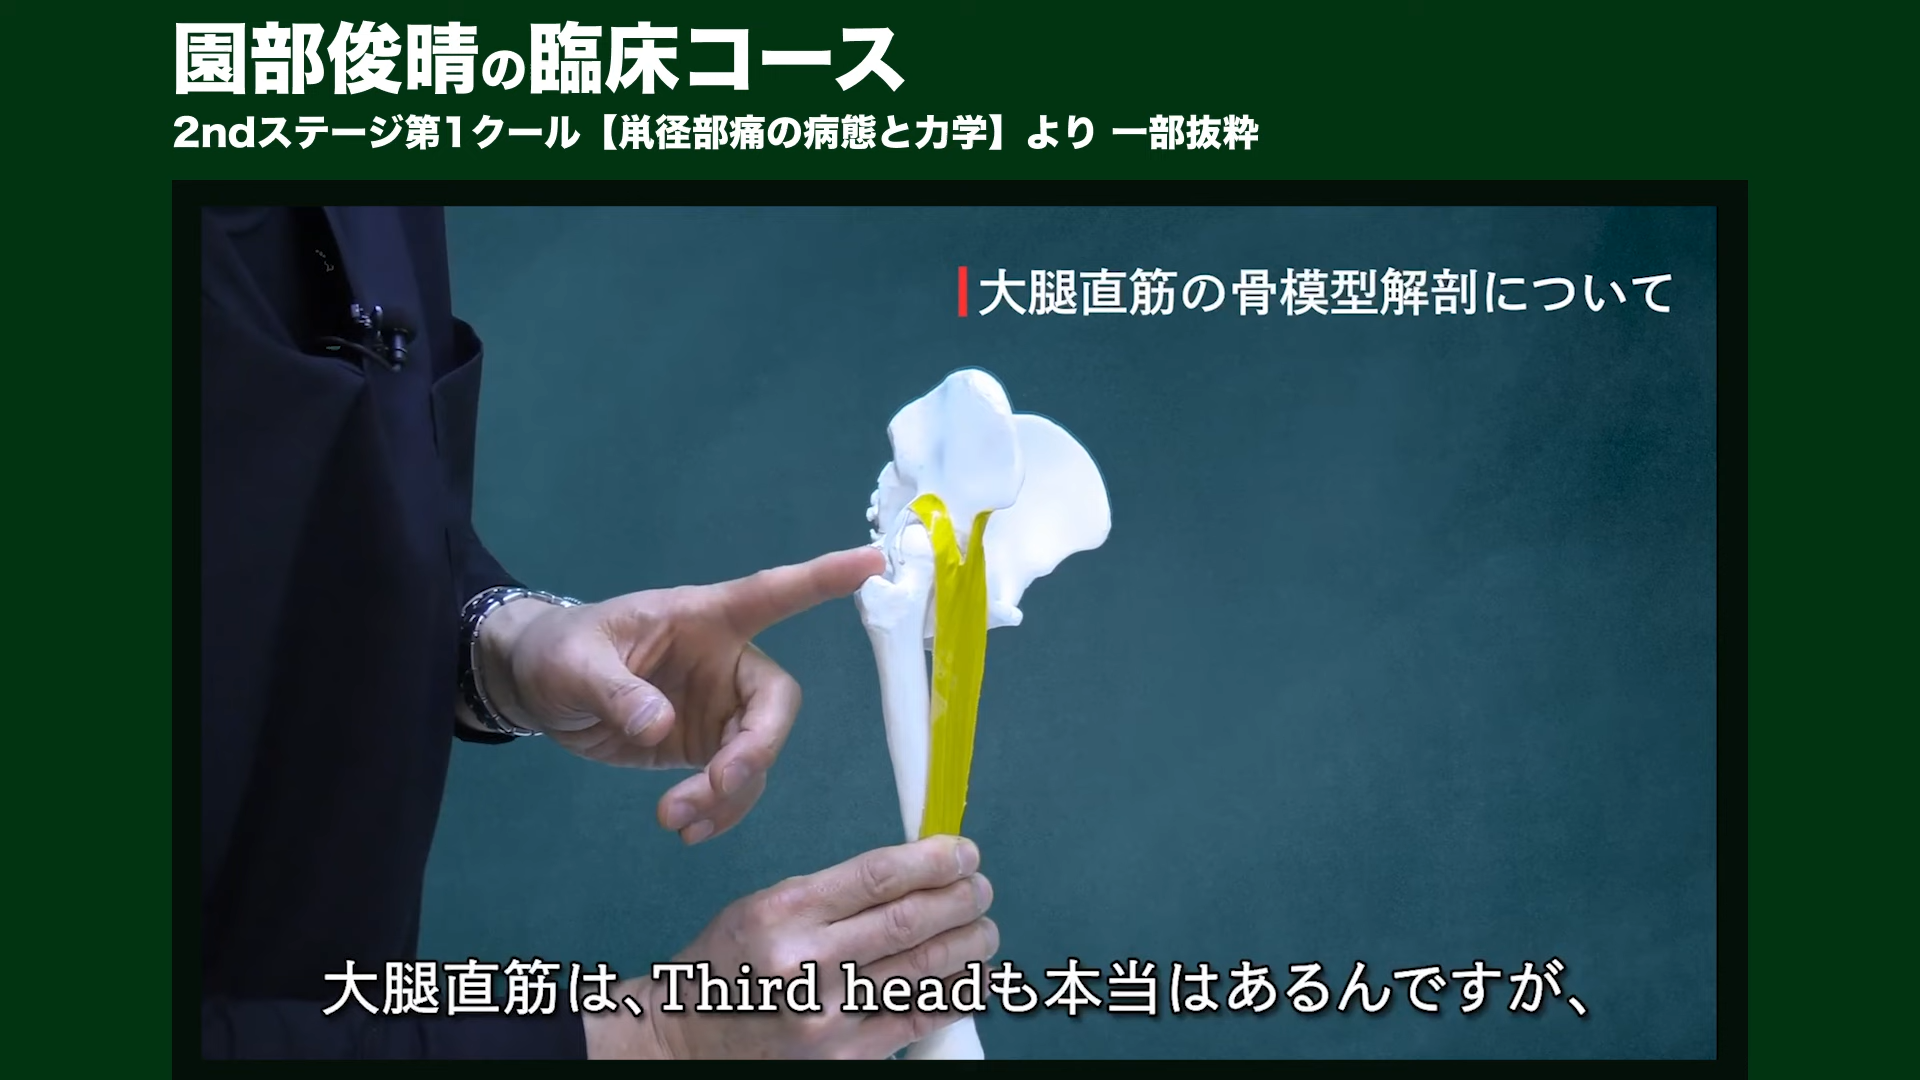 園部俊晴の臨床コース
2ndステージ第1クール【鼡径部痛の病態と力学】より 一部抜粋
大腿直筋の骨模型解剖について
大腿直筋は、Third headも本当はあるんですが、